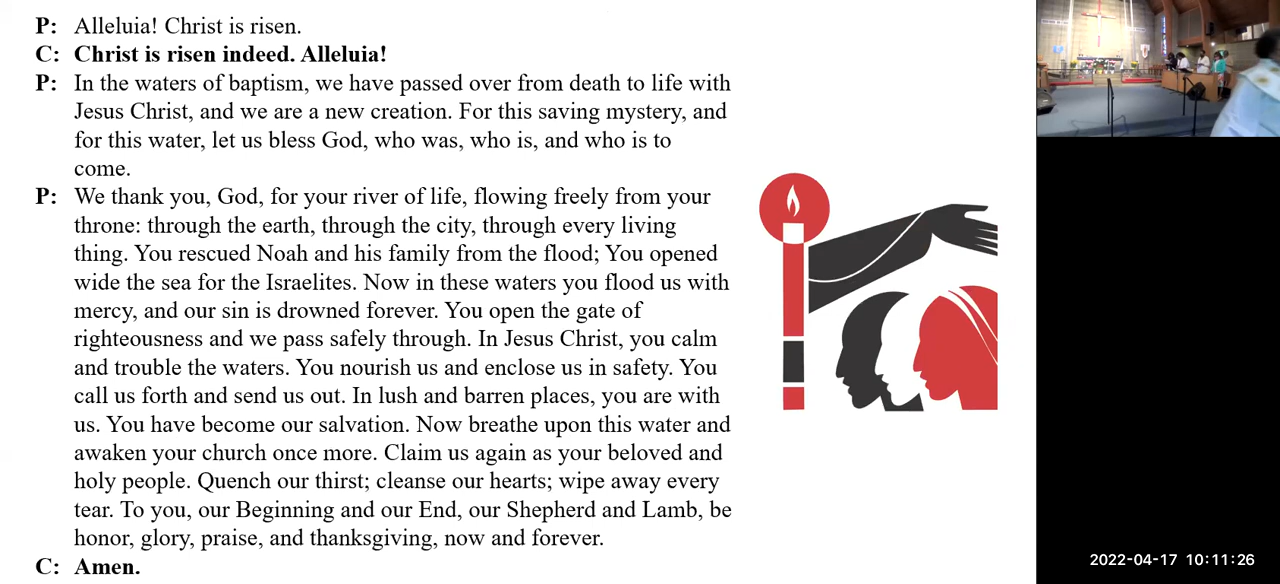 P: Alleluia! Christ is risen.
C: Christ is risen indeed. Alleluia!
P: In the waters of baptism, we have passed over from death to life with
Jesus Christ, and we are a new creation. For this saving mystery, and
for this water, let us bless God, who was, who is, and who is to
come.
P: We thank you, God, for your river of life, flowing freely from your
throne: through the earth, through the city, through every living
thing. You rescued Noah and his family from the flood; You opened
wide the sea for the Israelites. Now in these waters you flood us with
mercy, and our sin is drowned forever. You open the gate of
righteousness and we pass safely through. In Jesus Christ, you calm
and trouble the waters. You nourish us and enclose us in safety. You
call us forth and send us out. In lush and barren places, you are with
us. You have become our salvation. Now breathe upon this water and
awaken your church once more. Claim us again as your beloved and
holy people. Quench our thirst; cleanse our hearts; wipe away every
tear. To you, our Beginning and our End, our Shepherd and Lamb, be
honor, glory, praise, and thanksgiving, now and forever.
C: Amen.
2022-04-17 10:11:26